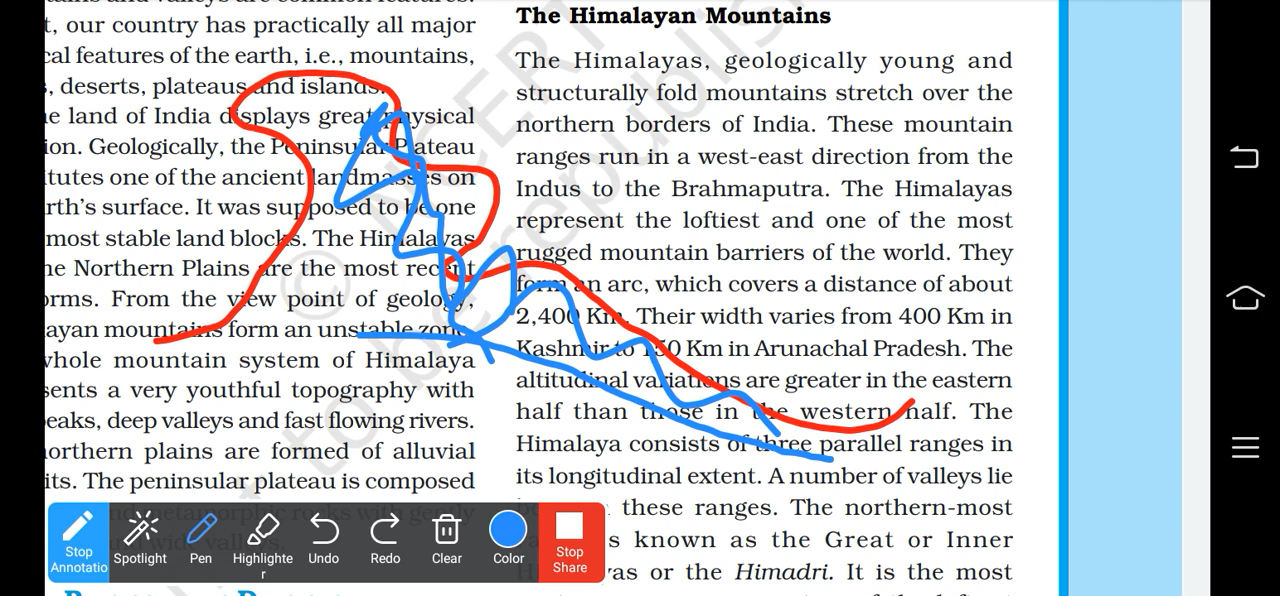 t, our country has practically all major
cal features of the earth, i.e., mountains,
s, deserts, plateaus and islands.
ne land of India displays great physical
ion. Geologically, the Peninsular Plateau
titutes one of the ancient landmasses on
rth's surface. It was supposed to be one
most stable land blocks. The Himalayas
he Northern Plains are the most recent
orms. From the view point of geology,
layan mountains form an unstable zone.
whole mountain system of Himalaya
sents a very youthful topography with
peaks, deep valleys and fast flowing rivers.
northern plains are formed of alluvial
its. The peninsular plateau is composed
The Himalayan Mountains
The Himalayas, geologically young and
structurally fold mountains stretch over the
northern borders of India. These mountain
ranges run in a west-east direction from the
Indus to the Brahmaputra. The Himalayas
represent the loftiest and one of the most
rugged mountain barriers of the world. They
form an arc, which covers a distance of about
2,400 Km. Their width varies from 400 Km in
Kashmir to 150 Km in Arunachal Pradesh. The
altitudinal variations are greater in the eastern
half than those in the western half. The
Himalaya consists of three parallel ranges in
its longitudinal extent. A number of valleys lie
these ranges. The northern-most
s known as the Great or Inner
yas or the Himadri. It is the most
© NCERT
to be republis
Stop Annotatio
Spotlight
Pen
Highlighte
r
Undo
Redo
Clear
Color
Stop
Share